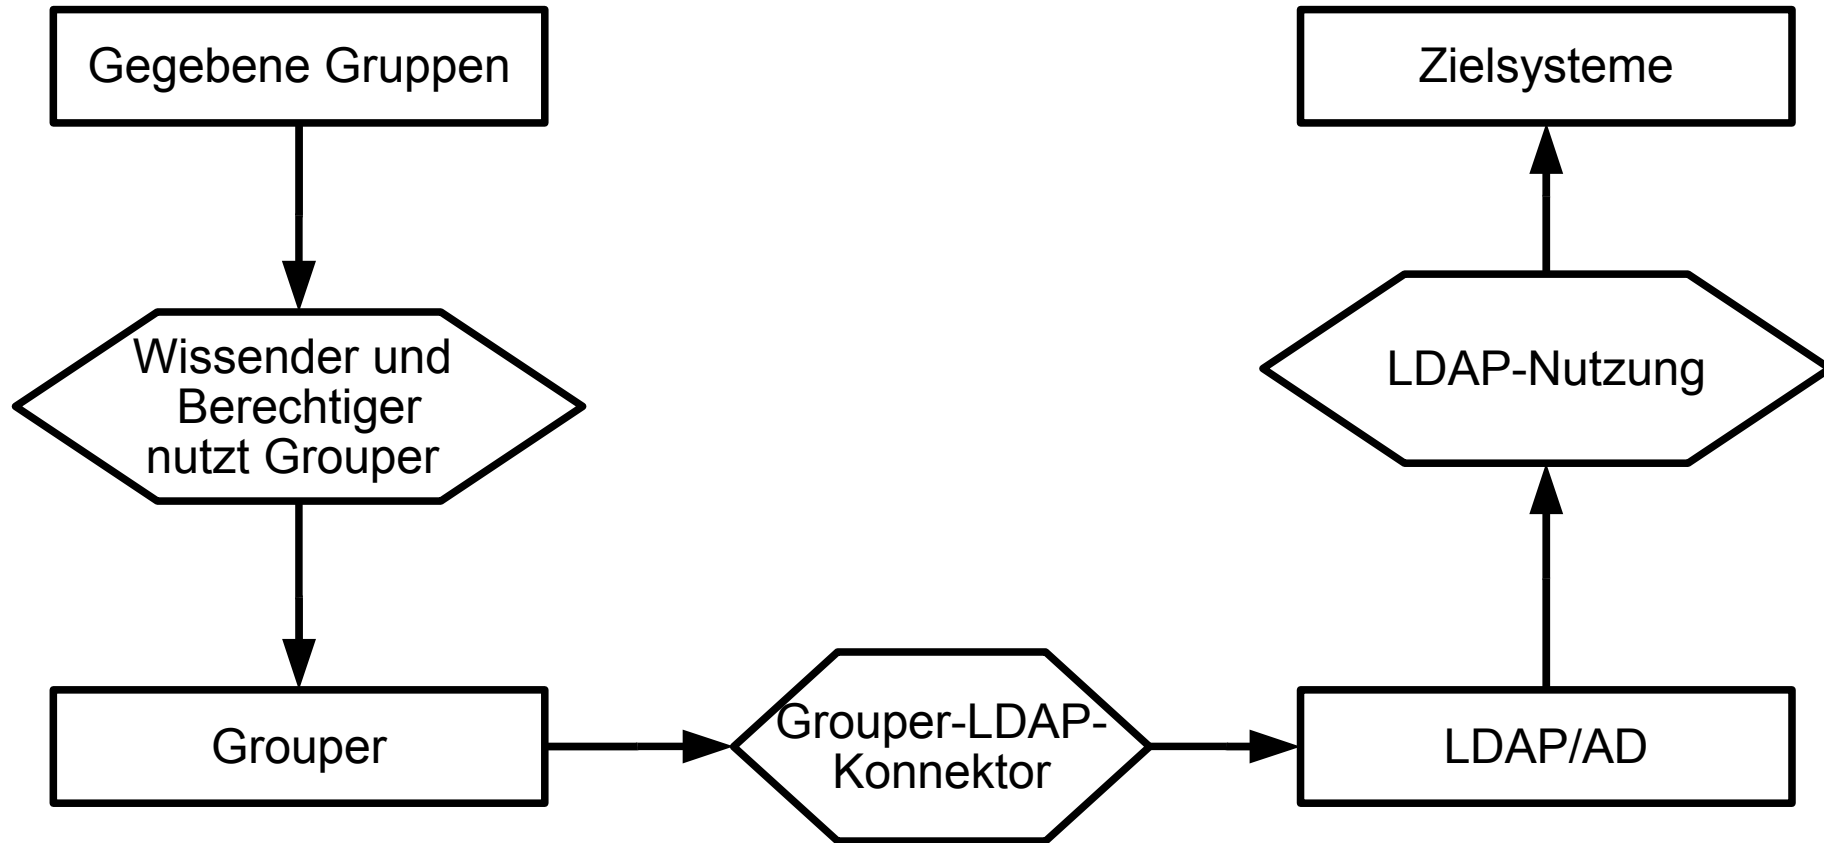 Gegebene Gruppen
Zielsysteme
Wissender und
Berechtiger
nutzt Grouper
LDAP-Nutzung
Grouper
Grouper-LDAP-
Konnektor
LDAP/AD